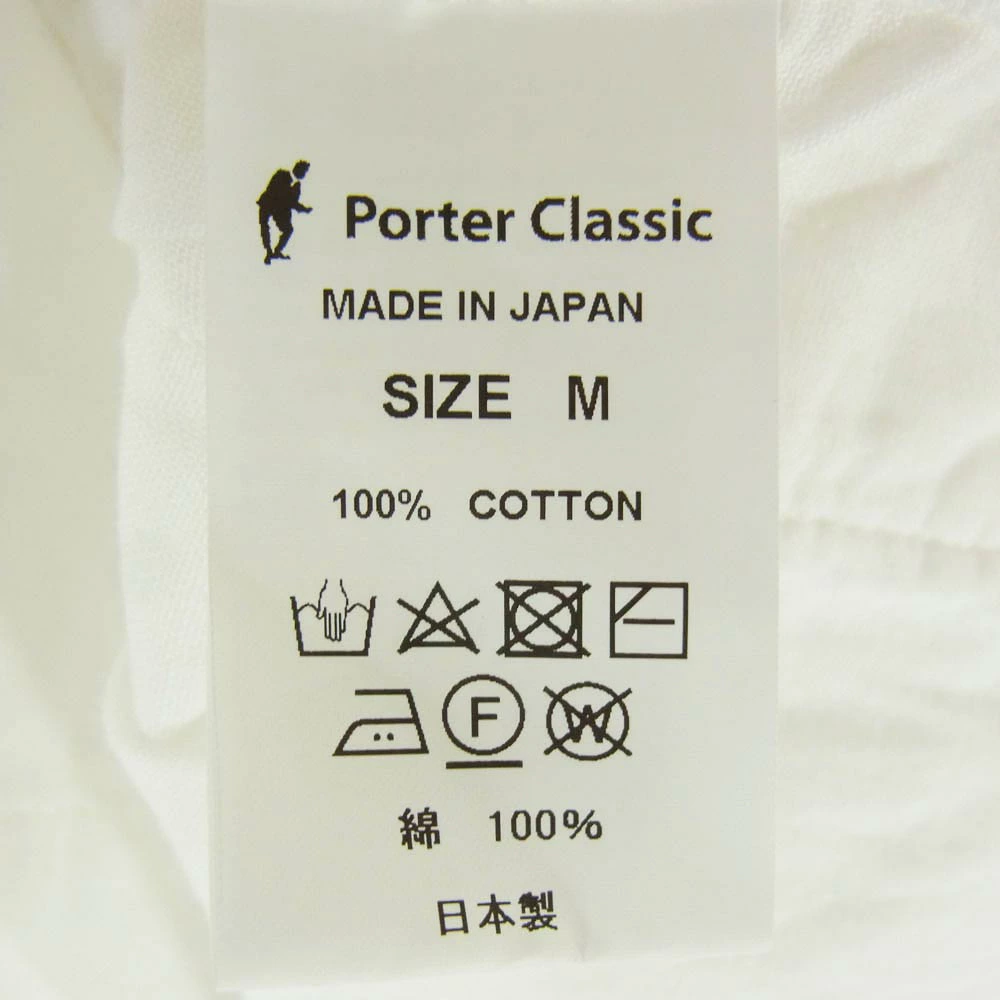 Porter Classic
MADE IN JAPAN
SIZE M
100% COTTON
F W
綿 100%
日本製